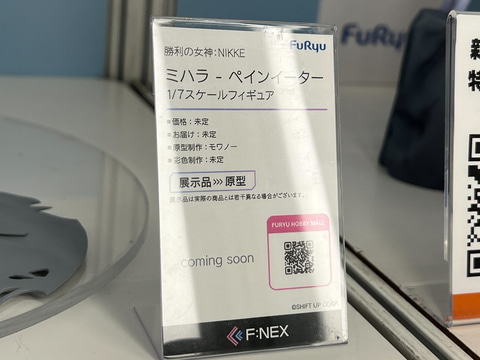 FuRyu
勝利の女神:NIKKE
ミハラ - ペインイーター
1/7スケールフィギュア
■価格:未定
■お届け:未定
■原型制作:モワノー
■彩色制作:未定
展示品>>>原型
展示品は実際の商品とは若干異なる場合がございます。
FURYU HOBBY MALL
coming soon
©SHIFT UP CORP.
F:NEX
FuRyu
新
特